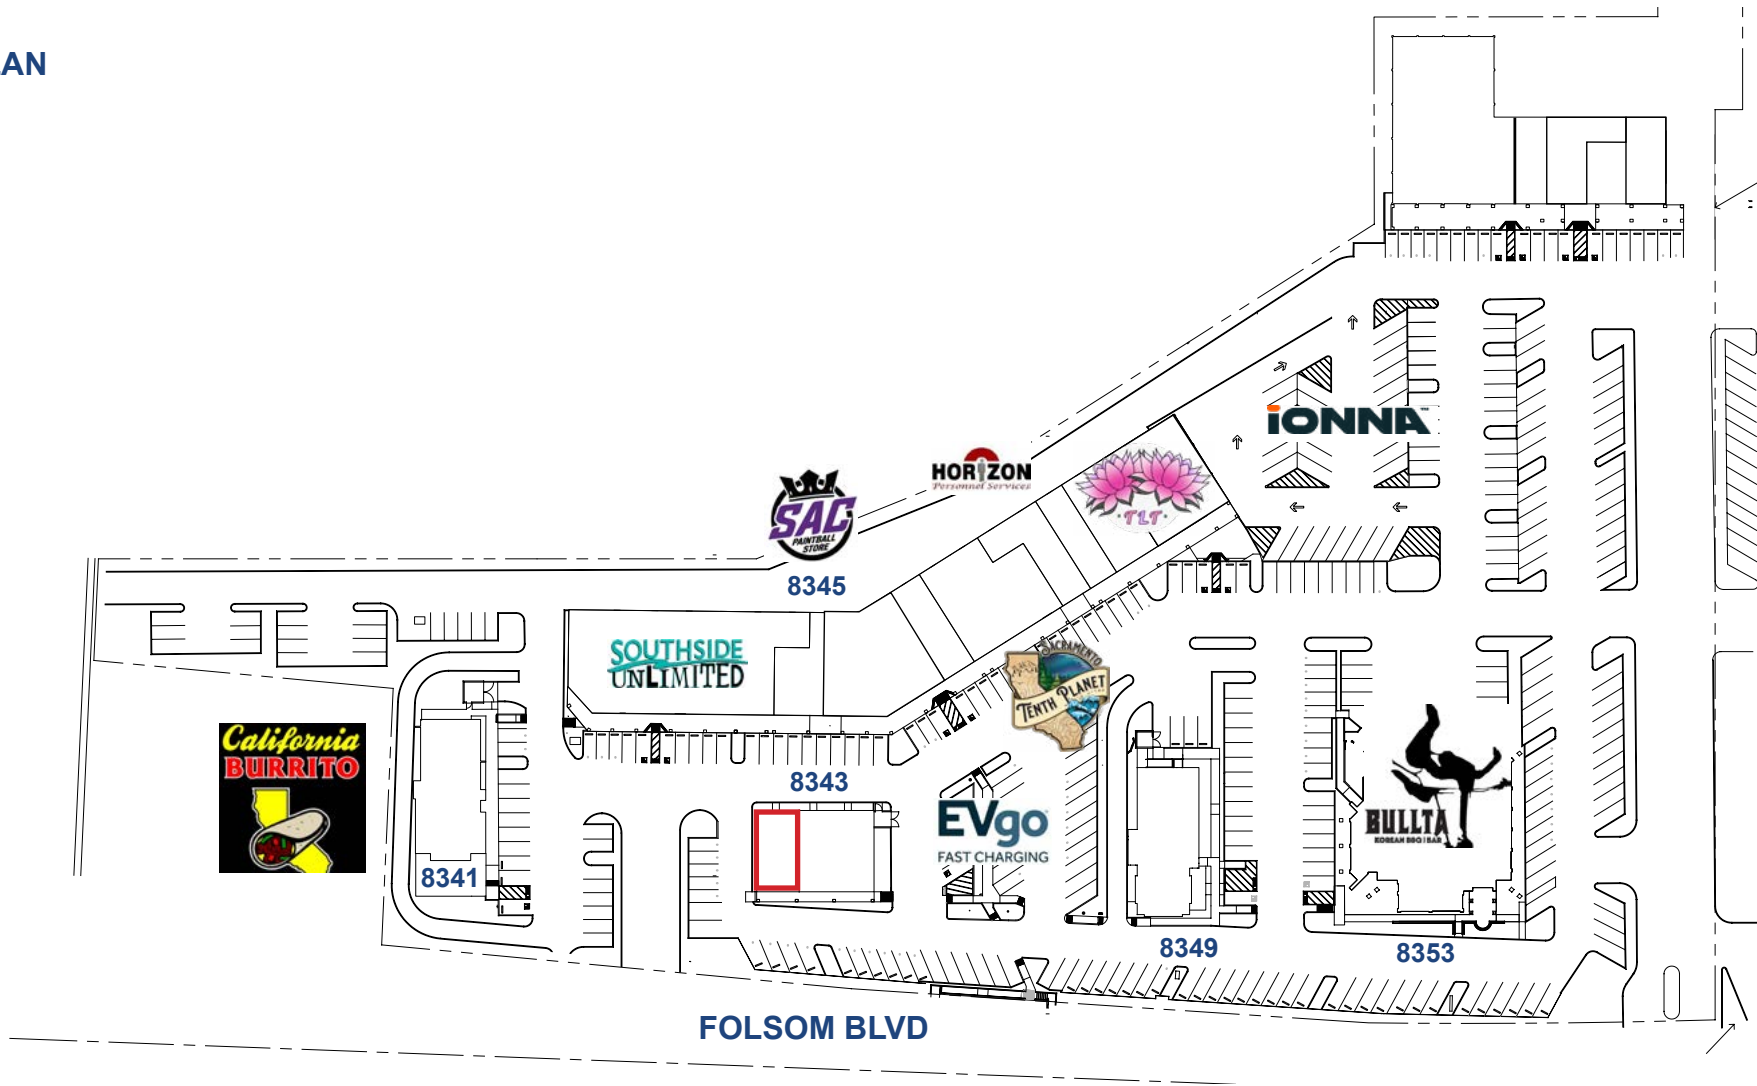 AN
iONNA™
HORIZON
Personnel Services
TLT
SAC
PAINTBALL
STORE
8345
SOUTHSIDE
UNLIMITED
SACRAMENTO
TENTH PLANET
California
BURRITO
8343
EVgo
FAST CHARGING
BULLTA
KOREAN BBQ | BAR
8341
8349
8353
FOLSOM BLVD